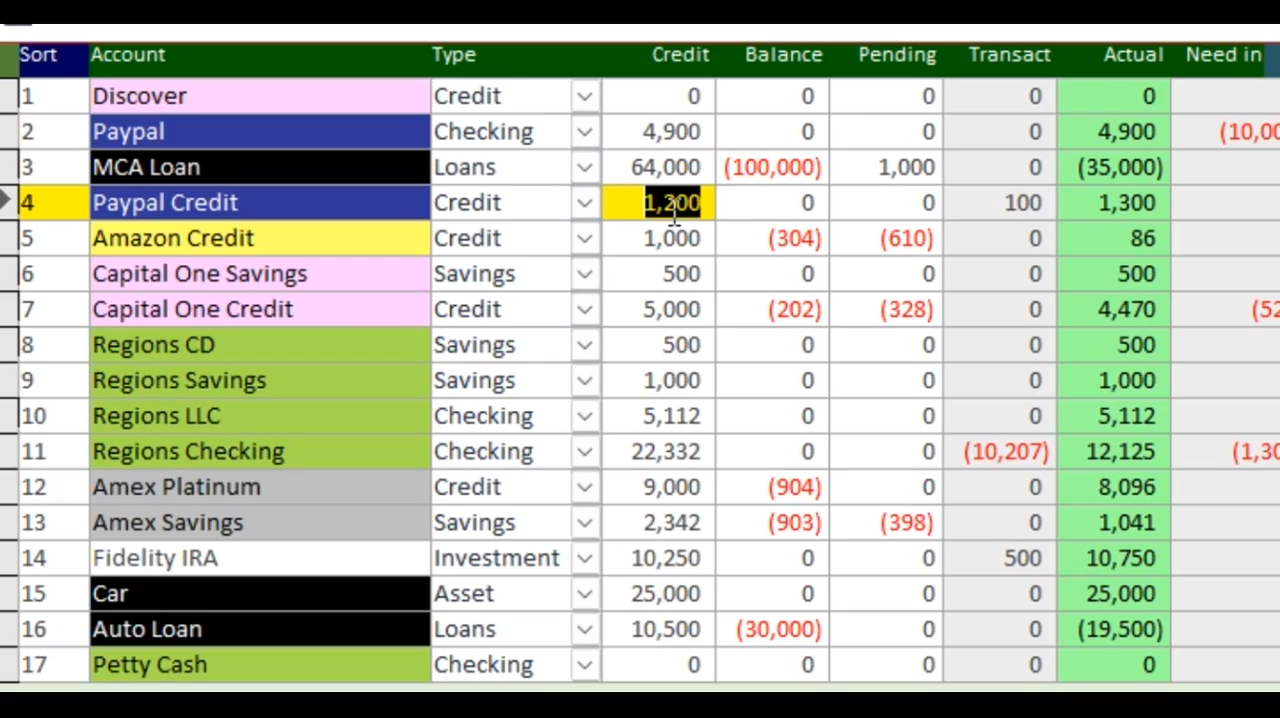 Sort Account Type Credit Balance Pending Transact Actual Need in
1 Discover Credit 0 0 0 0 0
2 Paypal Checking 4,900 0 0 0 4,900 (10,00
3 MCA Loan Loans 64,000 (100,000) 1,000 0 (35,000)
4 Paypal Credit Credit 1,200 0 0 100 1,300
5 Amazon Credit Credit 1,000 (304) (610) 0 86
6 Capital One Savings Savings 500 0 0 0 500
7 Capital One Credit Credit 5,000 (202) (328) 0 4,470 (52
8 Regions CD Savings 500 0 0 0 500
9 Regions Savings Savings 1,000 0 0 0 1,000
10 Regions LLC Checking 5,112 0 0 0 5,112
11 Regions Checking Checking 22,332 0 0 (10,207) 12,125 (1,30
12 Amex Platinum Credit 9,000 (904) 0 0 8,096
13 Amex Savings Savings 2,342 (903) (398) 0 1,041
14 Fidelity IRA Investment 10,250 0 0 500 10,750
15 Car Asset 25,000 0 0 0 25,000
16 Auto Loan Loans 10,500 (30,000) 0 0 (19,500)
17 Petty Cash Checking 0 0 0 0 0